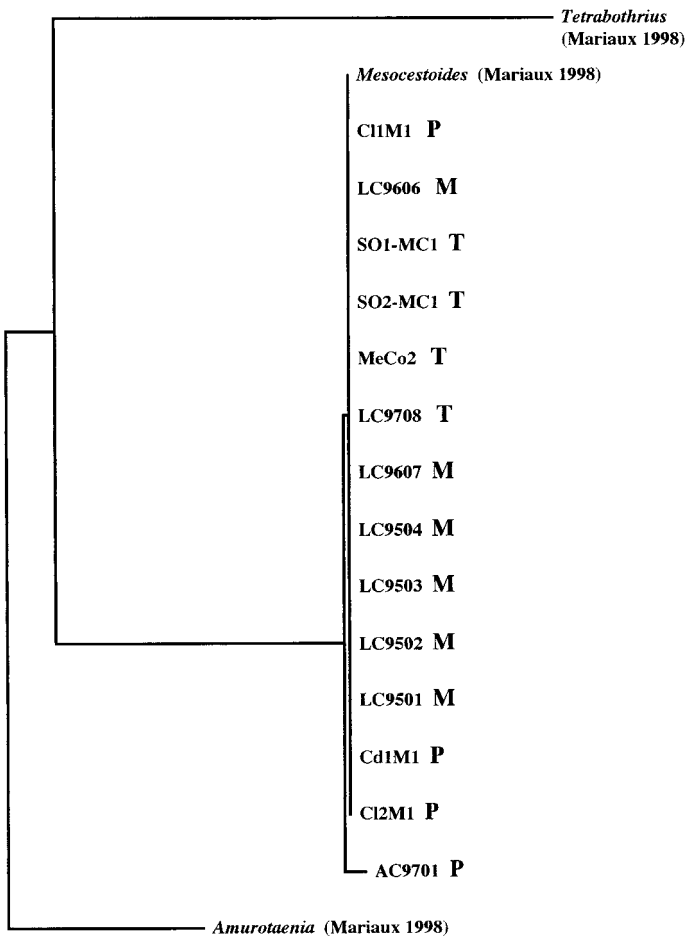 Tetrabothrius
(Mariaux 1998)
Mesocestoides (Mariaux 1998)
Cl1M1 P
LC9606 M
SO1-MC1 T
SO2-MC1 T
MeCo2 T
LC9708 T
LC9607 M
LC9504 M
LC9503 M
LC9502 M
LC9501 M
Cd1M1 P
Cl2M1 P
AC9701 P
Amurotaenia (Mariaux 1998)